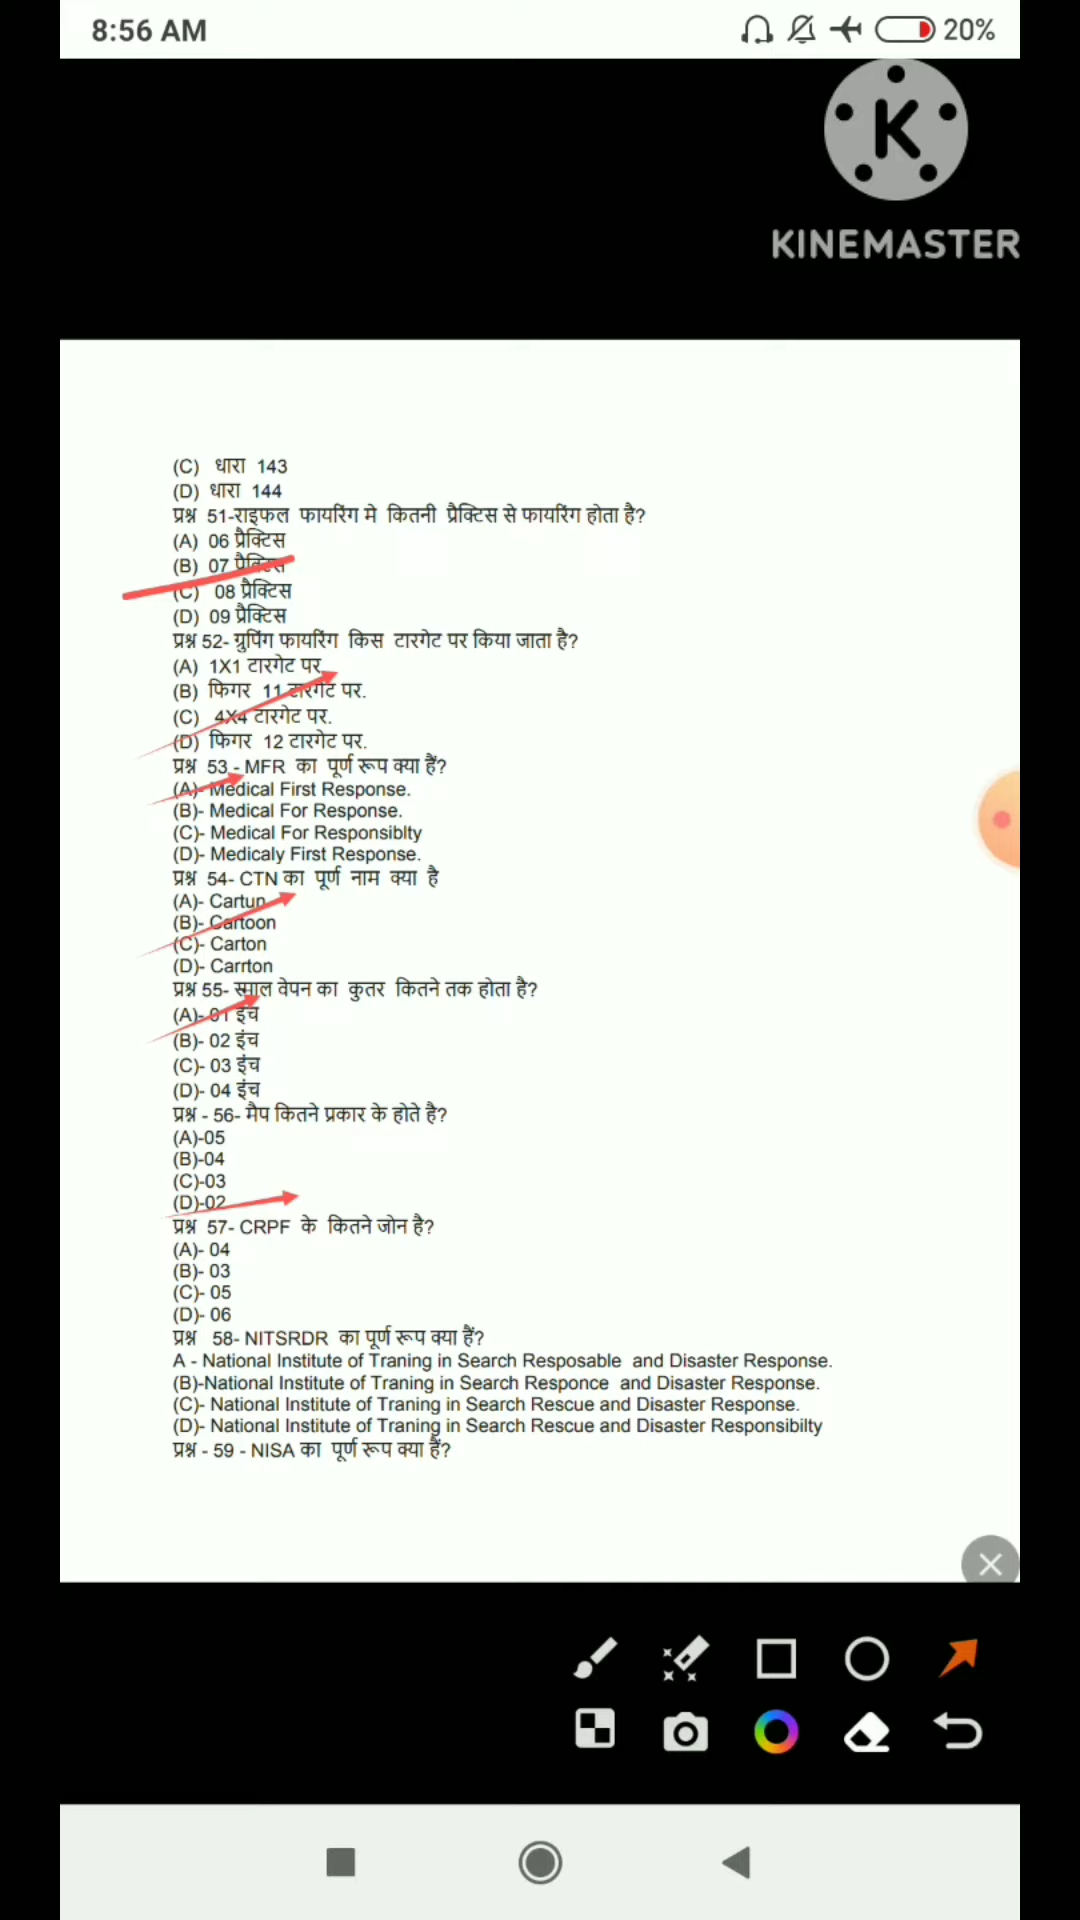 8:56 AM
20%
K
KINEMASTER
(C) धारा 143
(D) धारा 144
प्रश्न 51-राइफल फायरिंग मे कितनी प्रैक्टिस से फायरिंग होता है?
(A) 06 प्रैक्टिस
(B) 07 प्रैक्टिस
(C) 08 प्रैक्टिस
(D) 09 प्रैक्टिस
प्रश्न 52- ग्रुपिंग फायरिंग किस टारगेट पर किया जाता है?
(A) 1X1 टारगेट पर
(B) फिगर 11 टारगेट पर.
(C) 4X4 टारगेट पर.
(D) फिगर 12 टारगेट पर.
प्रश्न 53 - MFR का पूर्ण रूप क्या हैं?
(A)- Medical First Response.
(B)- Medical For Response.
(C)- Medical For Responsiblty
(D)- Medicaly First Response.
प्रश्न 54- CTN का पूर्ण नाम क्या है
(A)- Cartun
(B)- Cartoon
(C)- Carton
(D)- Carrton
प्रश्न 55- स्माल वेपन का कुतर कितने तक होता है?
(A)- 01 इंच
(B)- 02 इंच
(C)- 03 इंच
(D)- 04 इंच
प्रश्न - 56- मैप कितने प्रकार के होते है?
(A)-05
(B)-04
(C)-03
(D)-02
प्रश्न 57- CRPF के कितने जोन है?
(A)- 04
(B)- 03
(C)- 05
(D)- 06
प्रश्न 58- NITSRDR का पूर्ण रूप क्या हैं?
A - National Institute of Traning in Search Resposable and Disaster Response.
(B)-National Institute of Traning in Search Responce and Disaster Response.
(C)- National Institute of Traning in Search Rescue and Disaster Response.
(D)- National Institute of Traning in Search Rescue and Disaster Responsibilty
प्रश्न - 59 - NISA का पूर्ण रूप क्या हैं?